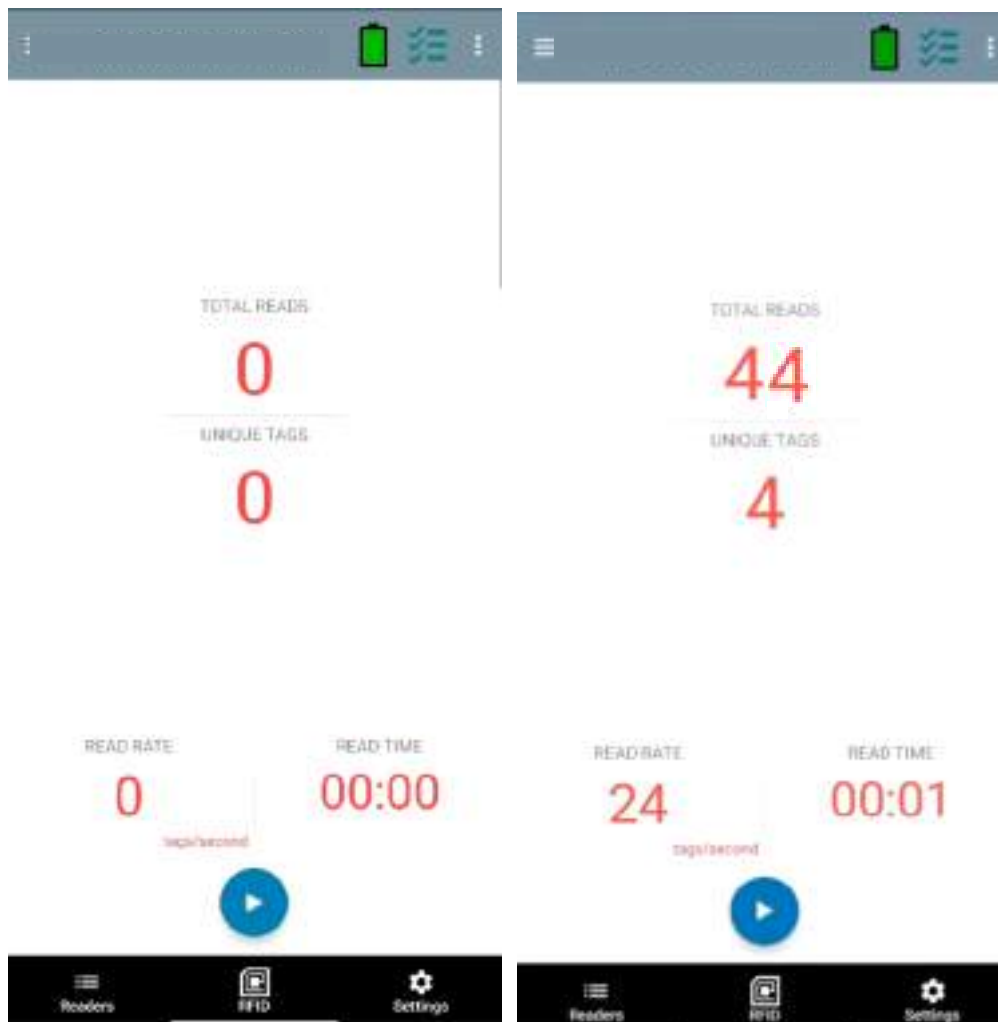 TOTAL READS
0
UNIQUE TAGS
0
READ RATE
0
tags/second
READ TIME
00:00
Readers
RFID
Settings
TOTAL READS
44
UNIQUE TAGS
4
READ RATE
24
tags/second
READ TIME
00:01
Readers
RFID
Settings